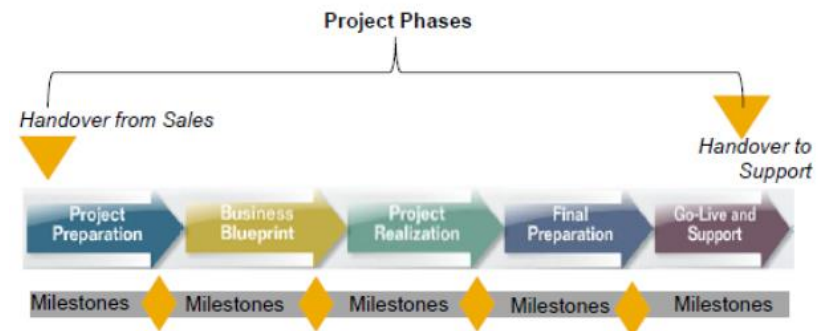 Project Phases
Handover from Sales
Handover to
Support
Project
Preparation
Business
Blueprint
Project
Realization
Final
Preparation
Go-Live and
Support
Milestones
Milestones
Milestones
Milestones
Milestones